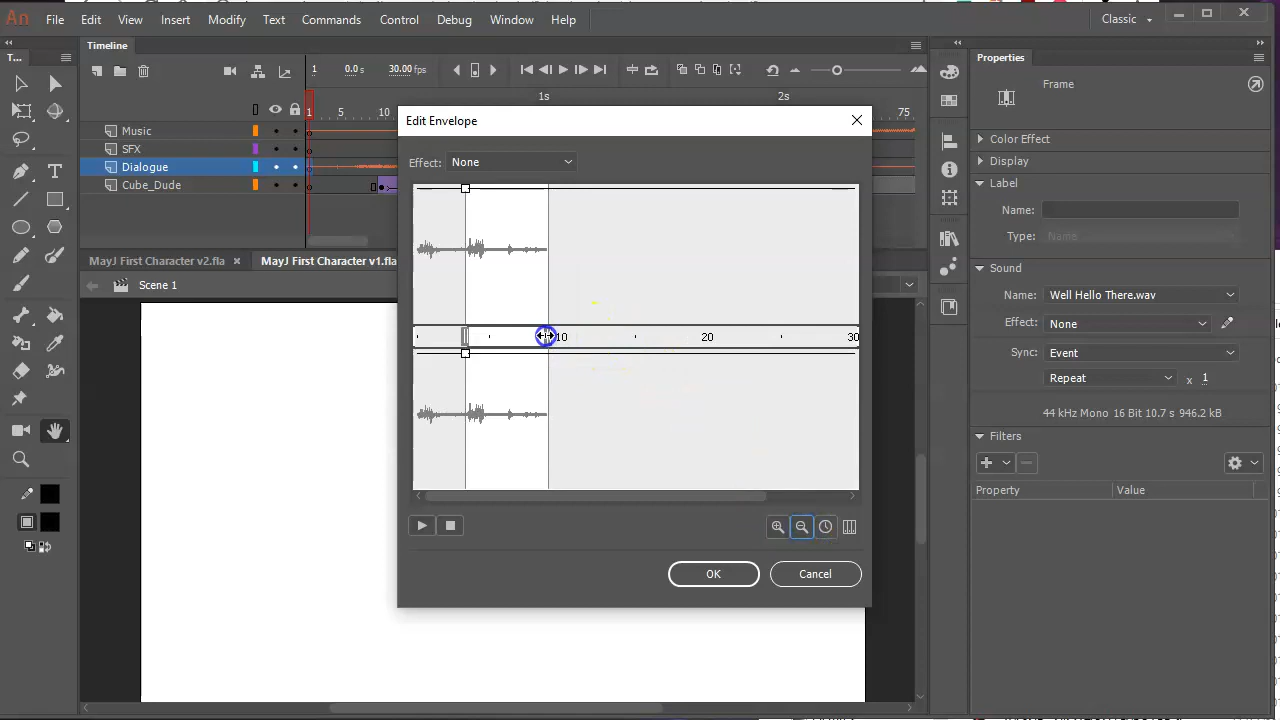 An File Edit View Insert Modify Text Commands Control Debug Window Help Classic
T... Timeline Properties
1 0.0 s 30.00 fps
Frame
1s 2s
1 5 10 75
Edit Envelope
Music
SFX
Dialogue
Cube_Dude
Effect: None
Color Effect
Display
Label
Name:
Type: Name
MayJ First Character v2.fla × MayJ First Character v1.fla
Scene 1
Sound
Name: Well Hello There.wav
Effect: None
Sync: Event
Repeat x 1
10 20 30
44 kHz Mono 16 Bit 10.7 s 946.2 kB
Filters
Property Value
OK Cancel